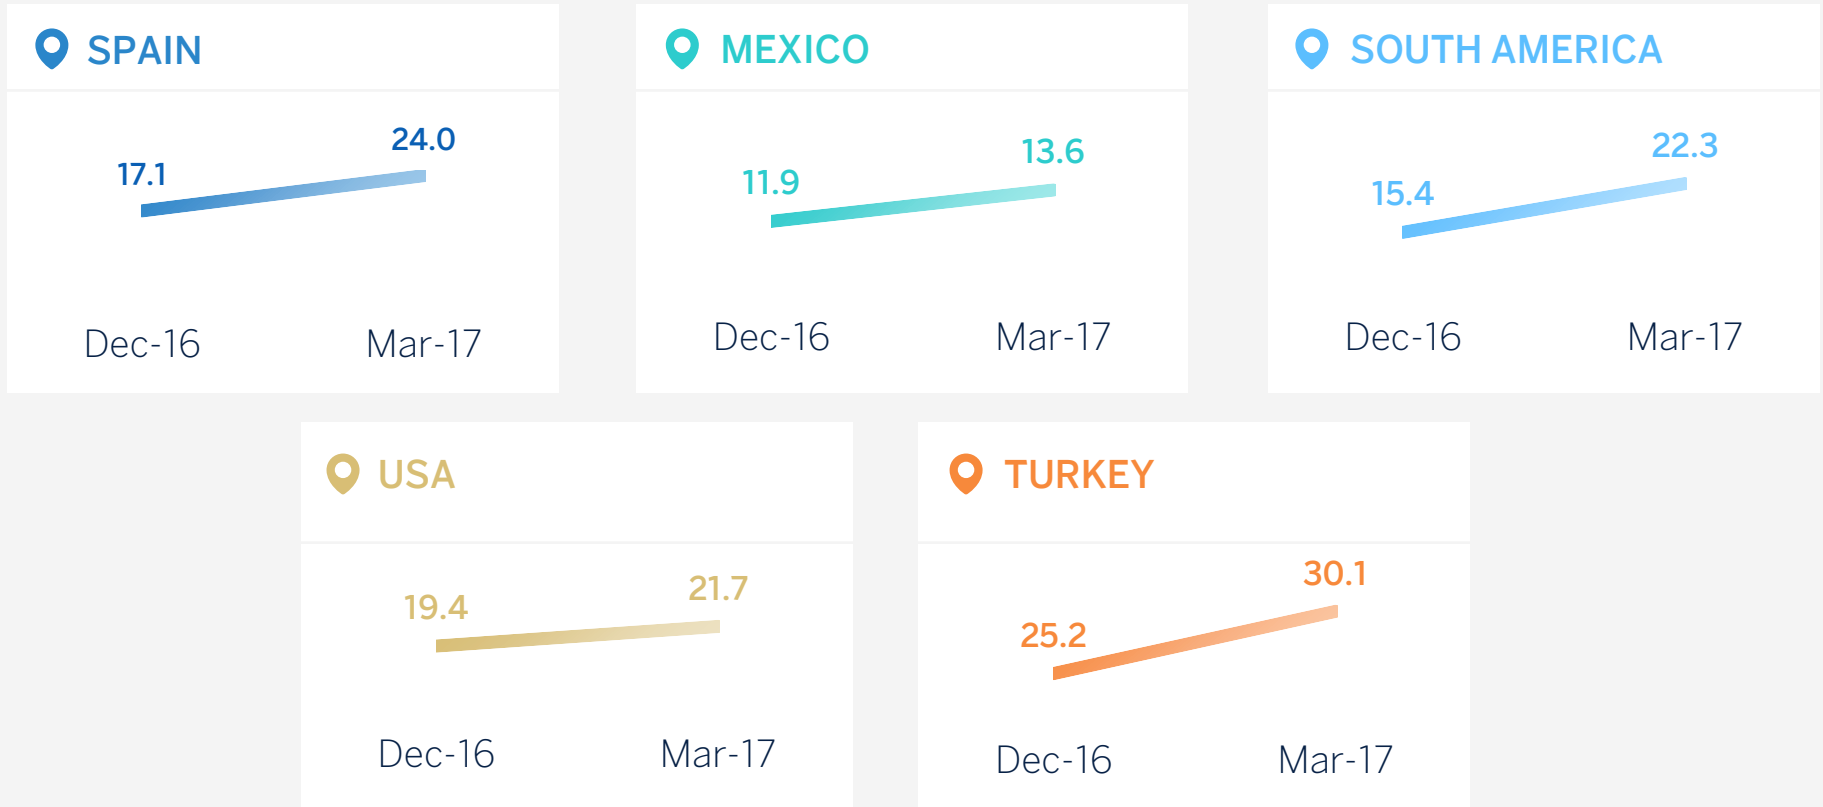 SPAIN
24.0
17.1
Dec-16 Mar-17
MEXICO
13.6
11.9
Dec-16 Mar-17
SOUTH AMERICA
22.3
15.4
Dec-16 Mar-17
USA
21.7
19.4
Dec-16 Mar-17
TURKEY
30.1
25.2
Dec-16 Mar-17